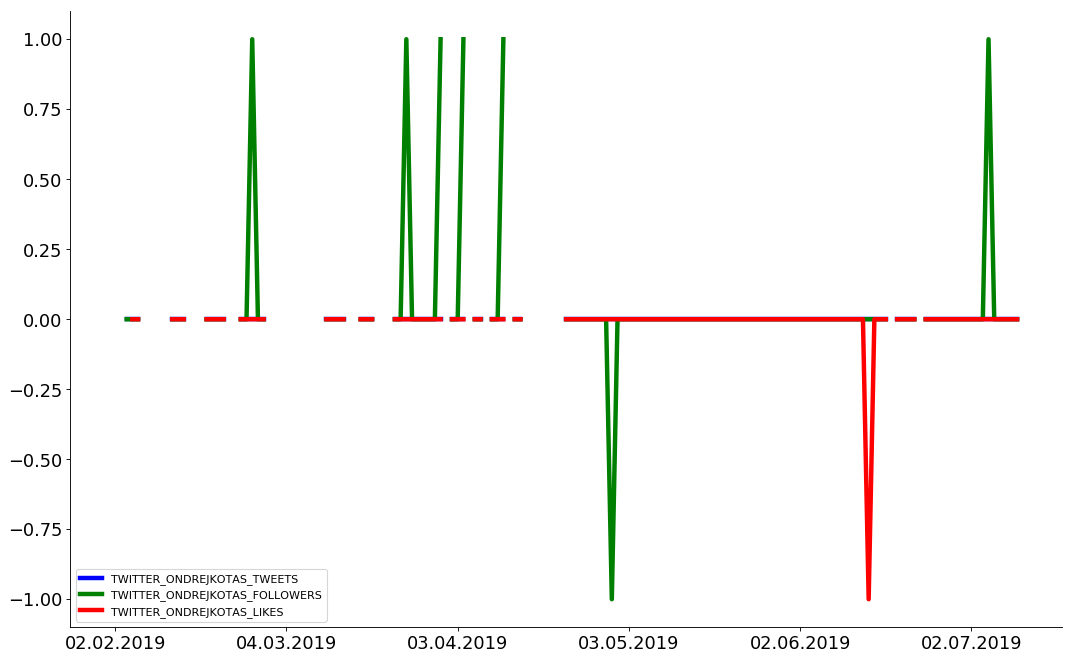 1.00
0.75
0.50
0.25
0.00
−0.25
−0.50
−0.75
−1.00
TWITTER_ONDREJKOTAS_TWEETS
TWITTER_ONDREJKOTAS_FOLLOWERS
TWITTER_ONDREJKOTAS_LIKES
02.02.2019 04.03.2019 03.04.2019 03.05.2019 02.06.2019 02.07.2019